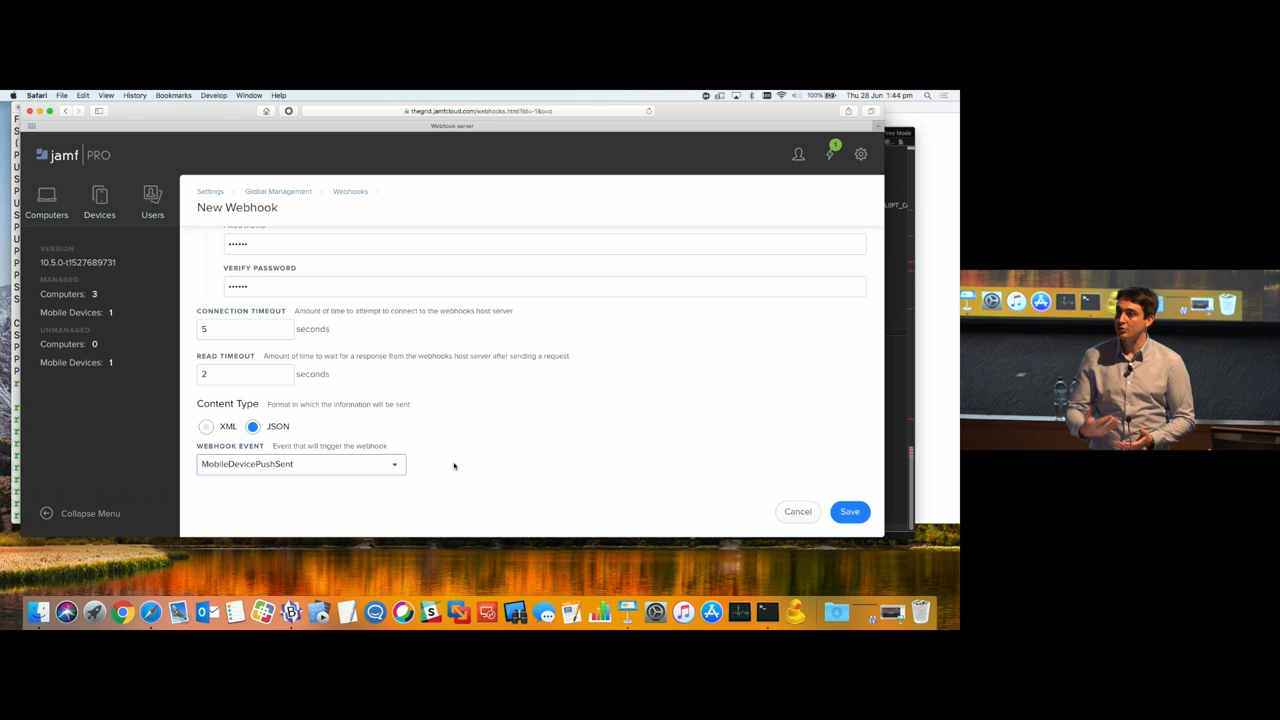 Safari File Edit View History Bookmarks Develop Window Help
100% Thu 28 Jun 1:44 pm
thegrid.jamfcloud.com/webhooks.html?id=-1&o=c
Webhook server
Free Mode
jamf PRO
1
Computers Devices Users
Settings Global Management Webhooks
New Webhook
VERSION
10.5.0-t1527689731
MANAGED
Computers: 3
Mobile Devices: 1
UNMANAGED
Computers: 0
Mobile Devices: 1
Collapse Menu
PASSWORD
••••••
VERIFY PASSWORD
••••••
CONNECTION TIMEOUT Amount of time to attempt to connect to the webhooks host server
5 seconds
READ TIMEOUT Amount of time to wait for a response from the webhooks host server after sending a request
2 seconds
Content Type Format in which the information will be sent
XML JSON
WEBHOOK EVENT Event that will trigger the webhook
MobileDevicePushSent
Cancel Save